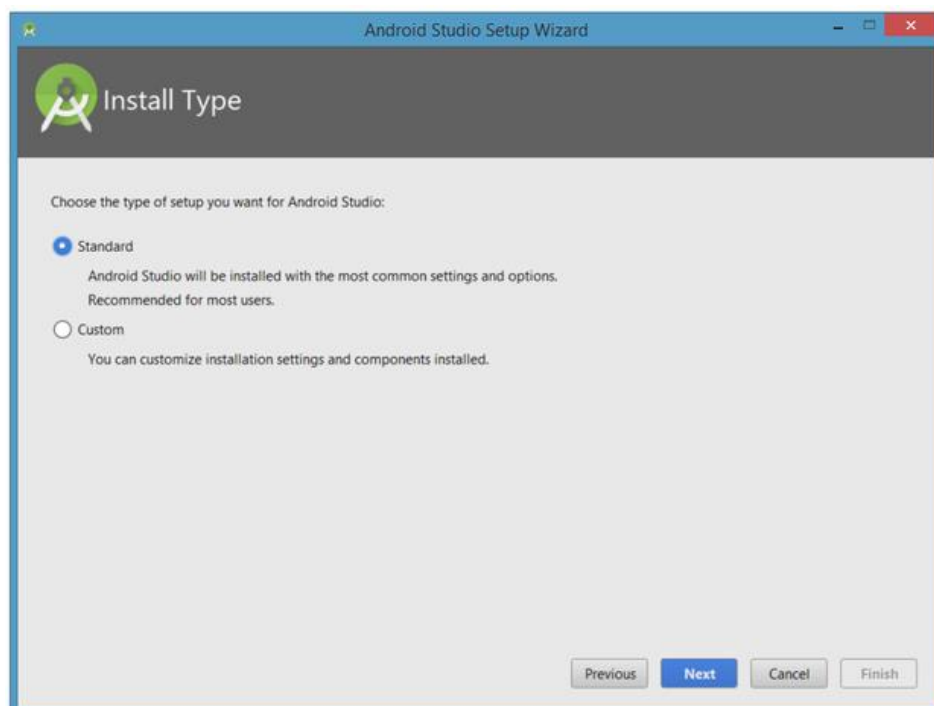 Android Studio Setup Wizard
Install Type
Choose the type of setup you want for Android Studio:
Standard
Android Studio will be installed with the most common settings and options.
Recommended for most users.
Custom
You can customize installation settings and components installed.
Previous
Next
Cancel
Finish